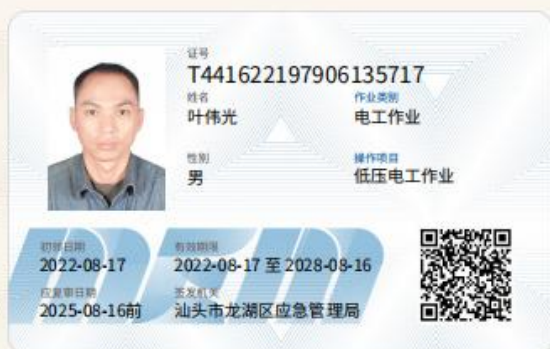 证号
T441622197906135717
姓名 作业类别
叶伟光 电工作业
性别 操作项目
男 低压电工作业
初领日期 有效期限
2022-08-17 2022-08-17 至 2028-08-16
应复审日期 签发机关
2025-08-16前 汕头市龙湖区应急管理局